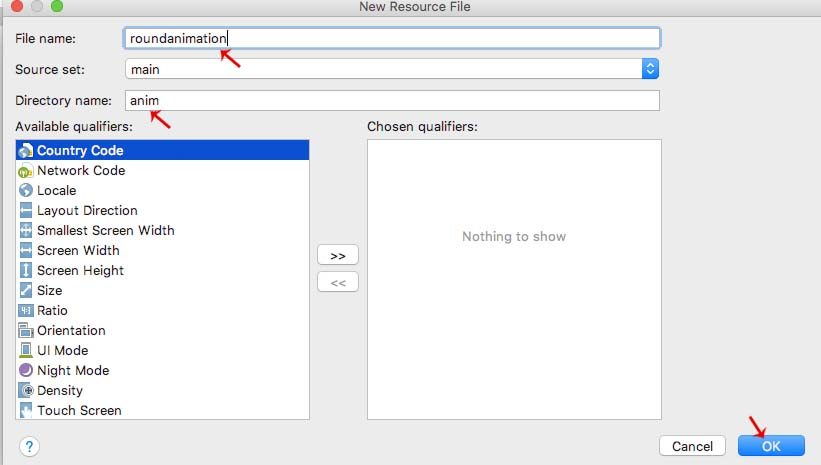 New Resource File
File name: roundanimation
Source set: main
Directory name: anim
Available qualifiers: Chosen qualifiers:
Country Code
Network Code
Locale
Layout Direction
Smallest Screen Width
Screen Width
Screen Height
Size
Ratio
Orientation
UI Mode
Night Mode
Density
Touch Screen
>>
<<
Nothing to show
? Cancel OK